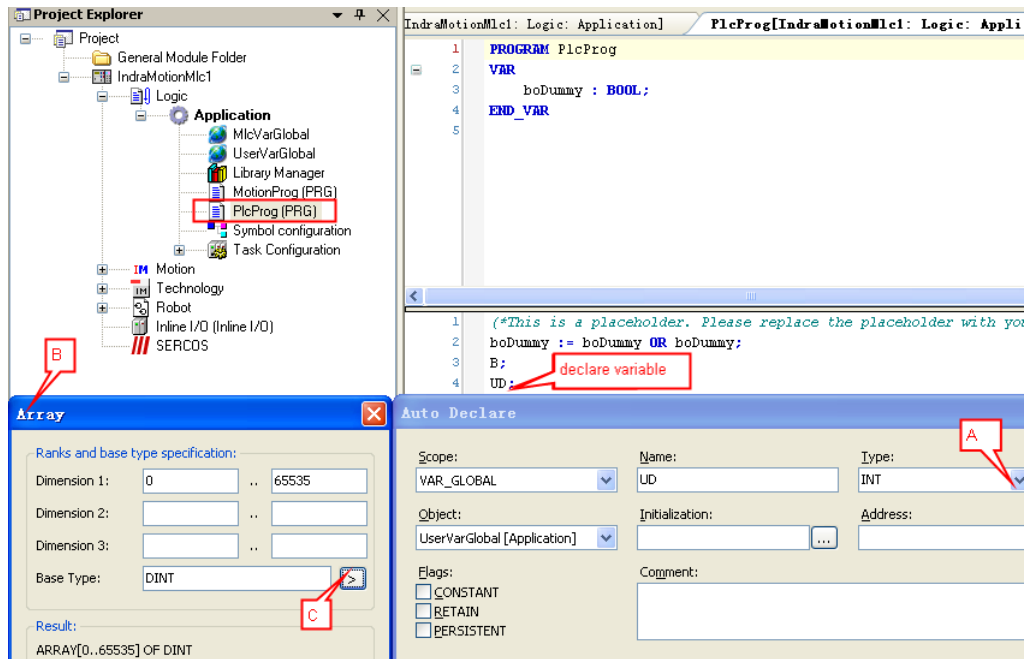 Project Explorer
Project
General Module Folder
IndraMotionMlc1
Logic
Application
MlcVarGlobal
UserVarGlobal
Library Manager
MotionProg (PRG)
PlcProg (PRG)
Symbol configuration
Task Configuration
IM Motion
IM Technology
Robot
Inline I/O (Inline I/O)
SERCOS
IndraMotionMlc1: Logic: Application]
PlcProg[IndraMotionMlc1: Logic: Appli
1 PROGRAM PlcProg
2 VAR
3 boDummy : BOOL;
4 END_VAR
5
1 (*This is a placeholder. Please replace the placeholder with you
2 boDummy := boDummy OR boDummy;
3 B;
4 UD;
declare variable
B
Array
Ranks and base type specification:
Dimension 1: 0 .. 65535
Dimension 2: ..
Dimension 3: ..
Base Type: DINT >
C
Result:
ARRAY[0..65535] OF DINT
Auto Declare
A
Scope: Name: Type:
VAR_GLOBAL UD INT
Object: Initialization: Address:
UserVarGlobal [Application] ...
Flags: Comment:
CONSTANT
RETAIN
PERSISTENT